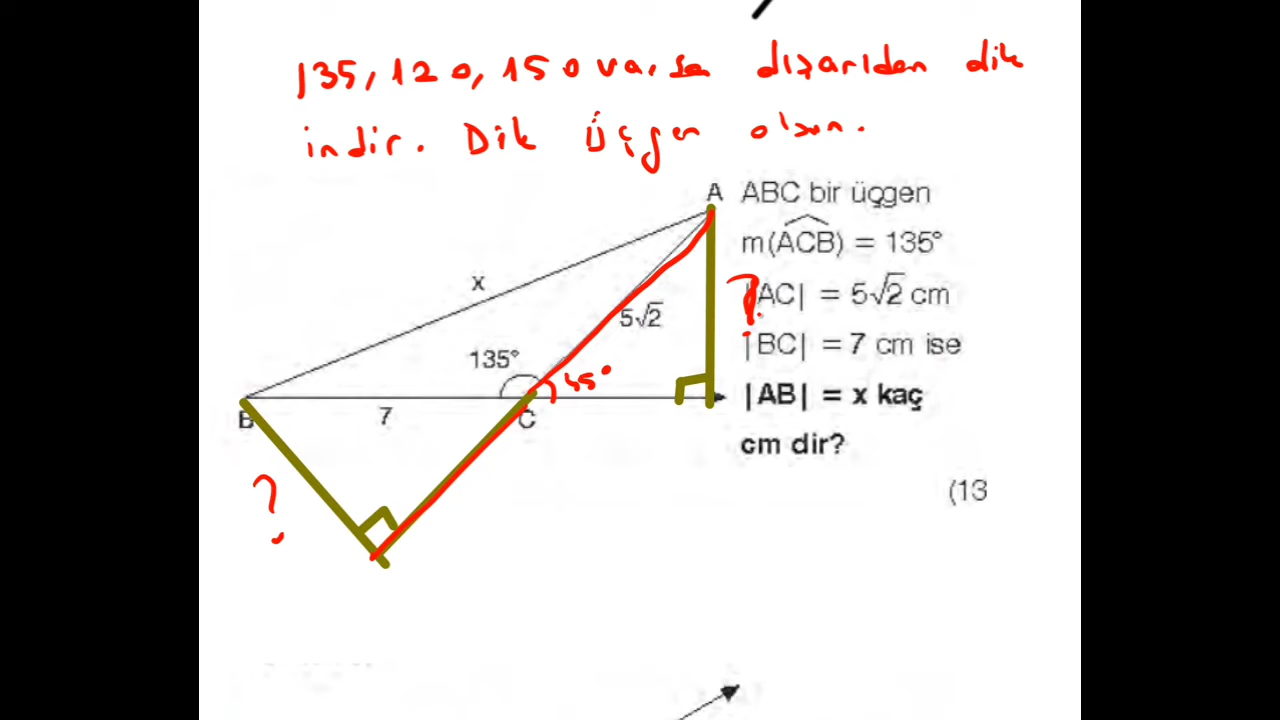 135, 120, 150 varsa dışarıdan dik
indir. Dik Üçgen olsun.
A
ABC bir üçgen
m(ACB) = 135°
|AC| = 5√2 cm
|BC| = 7 cm ise
|AB| = x kaç
cm dir?
(13
x
5√2
?
135°
45°
B
7
C
?